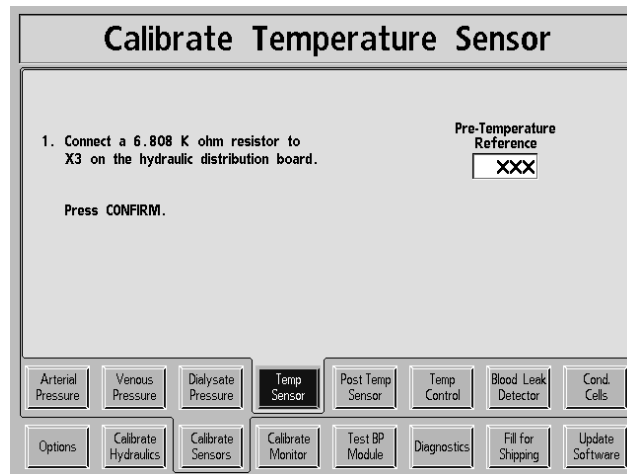 Calibrate Temperature Sensor
1. Connect a 6.808 K ohm resistor to
X3 on the hydraulic distribution board.
Press CONFIRM.
Pre-Temperature
Reference
XXX
Arterial
Pressure
Venous
Pressure
Dialysate
Pressure
Temp
Sensor
Post Temp
Sensor
Temp
Control
Blood Leak
Detector
Cond.
Cells
Options
Calibrate
Hydraulics
Calibrate
Sensors
Calibrate
Monitor
Test BP
Module
Diagnostics
Fill for
Shipping
Update
Software